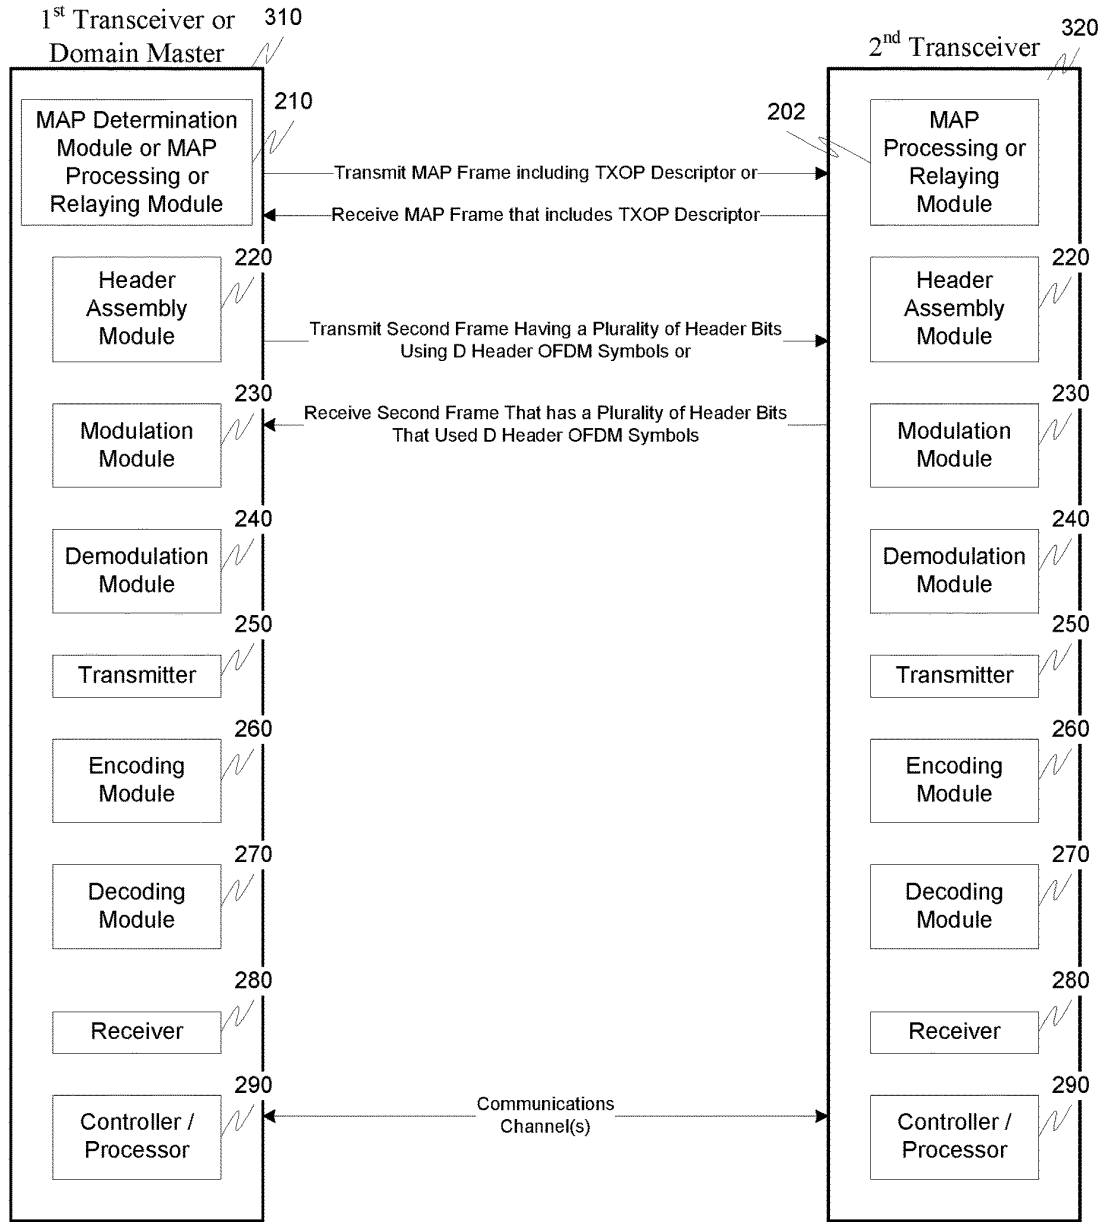 1st Transceiver or
Domain Master
310
MAP Determination
Module or MAP
Processing or
Relaying Module
210
Header
Assembly
Module
220
Modulation
Module
230
Demodulation
Module
240
Transmitter
250
Encoding
Module
260
Decoding
Module
270
Receiver
280
Controller /
Processor
290
Transmit MAP Frame including TXOP Descriptor or
Receive MAP Frame that includes TXOP Descriptor
Transmit Second Frame Having a Plurality of Header Bits
Using D Header OFDM Symbols or
Receive Second Frame That has a Plurality of Header Bits
That Used D Header OFDM Symbols
Communications
Channel(s)
2nd Transceiver
320
202
MAP
Processing or
Relaying
Module
Header
Assembly
Module
220
Modulation
Module
230
Demodulation
Module
240
Transmitter
250
Encoding
Module
260
Decoding
Module
270
Receiver
280
Controller /
Processor
290